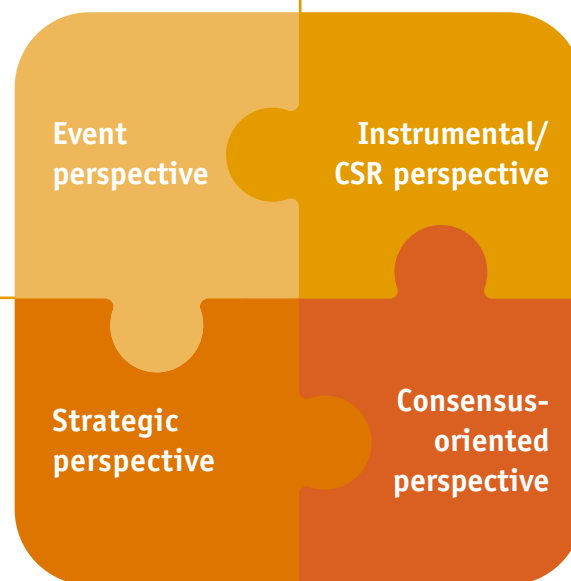 Event
perspective
Instrumental/
CSR perspective
Strategic
perspective
Consensus-
oriented
perspective